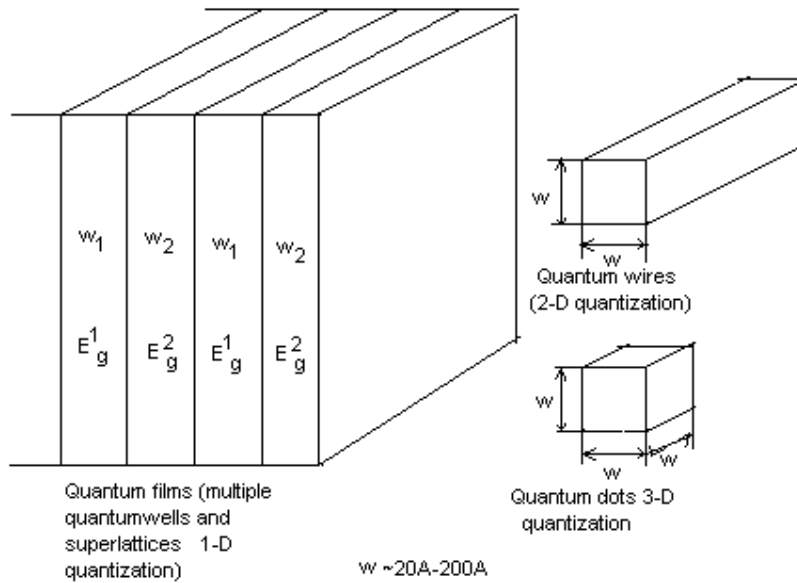 w1 w2 w1 w2
E¹g E²g E¹g E²g
Quantum films (multiple
quantumwells and
superlattices 1-D
quantization)
w
w
Quantum wires
(2-D quantization)
w
w
w
Quantum dots 3-D
quantization
w ~20A-200A